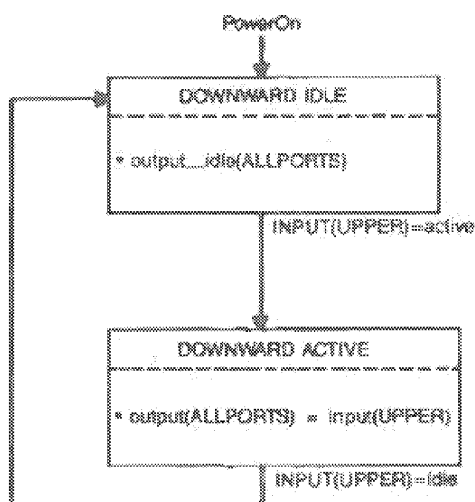 PowerOn
DOWNWARD IDLE
* output_idle(ALLPORTS)
INPUT(UPPER)=active
DOWNWARD ACTIVE
* output(ALLPORTS) = input(UPPER)
INPUT(UPPER)=idle